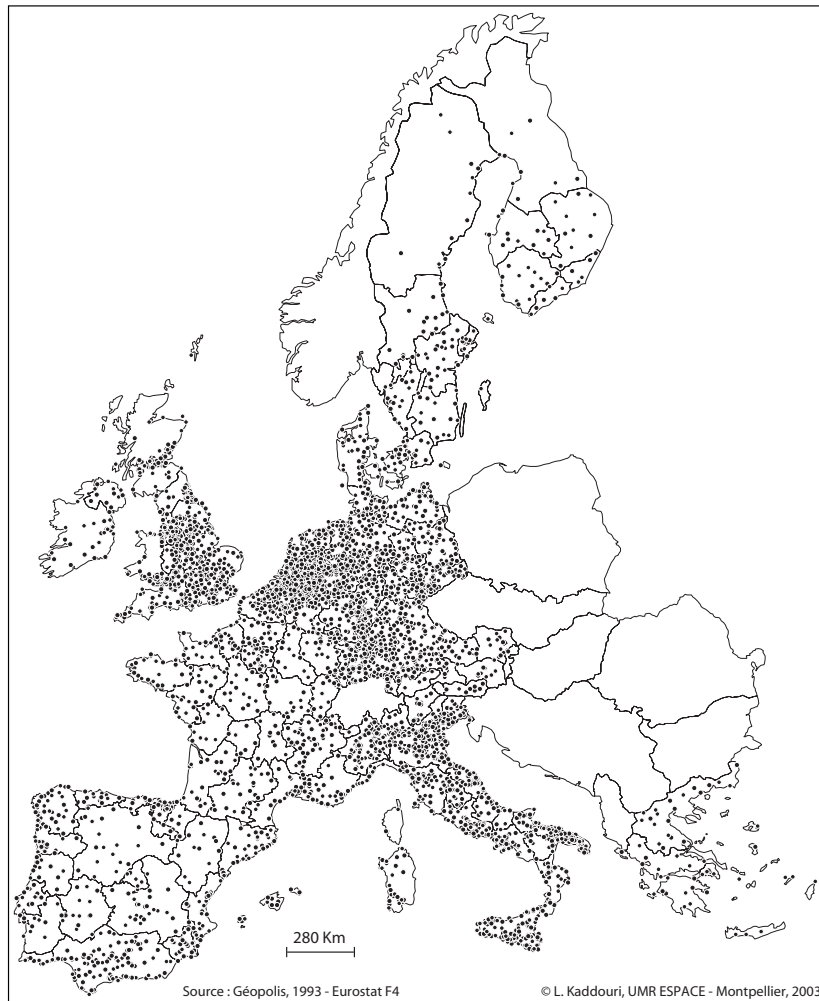 280 Km
Source : Géopolis, 1993 - Eurostat F4
© L. Kaddouri, UMR ESPACE - Montpellier, 2003